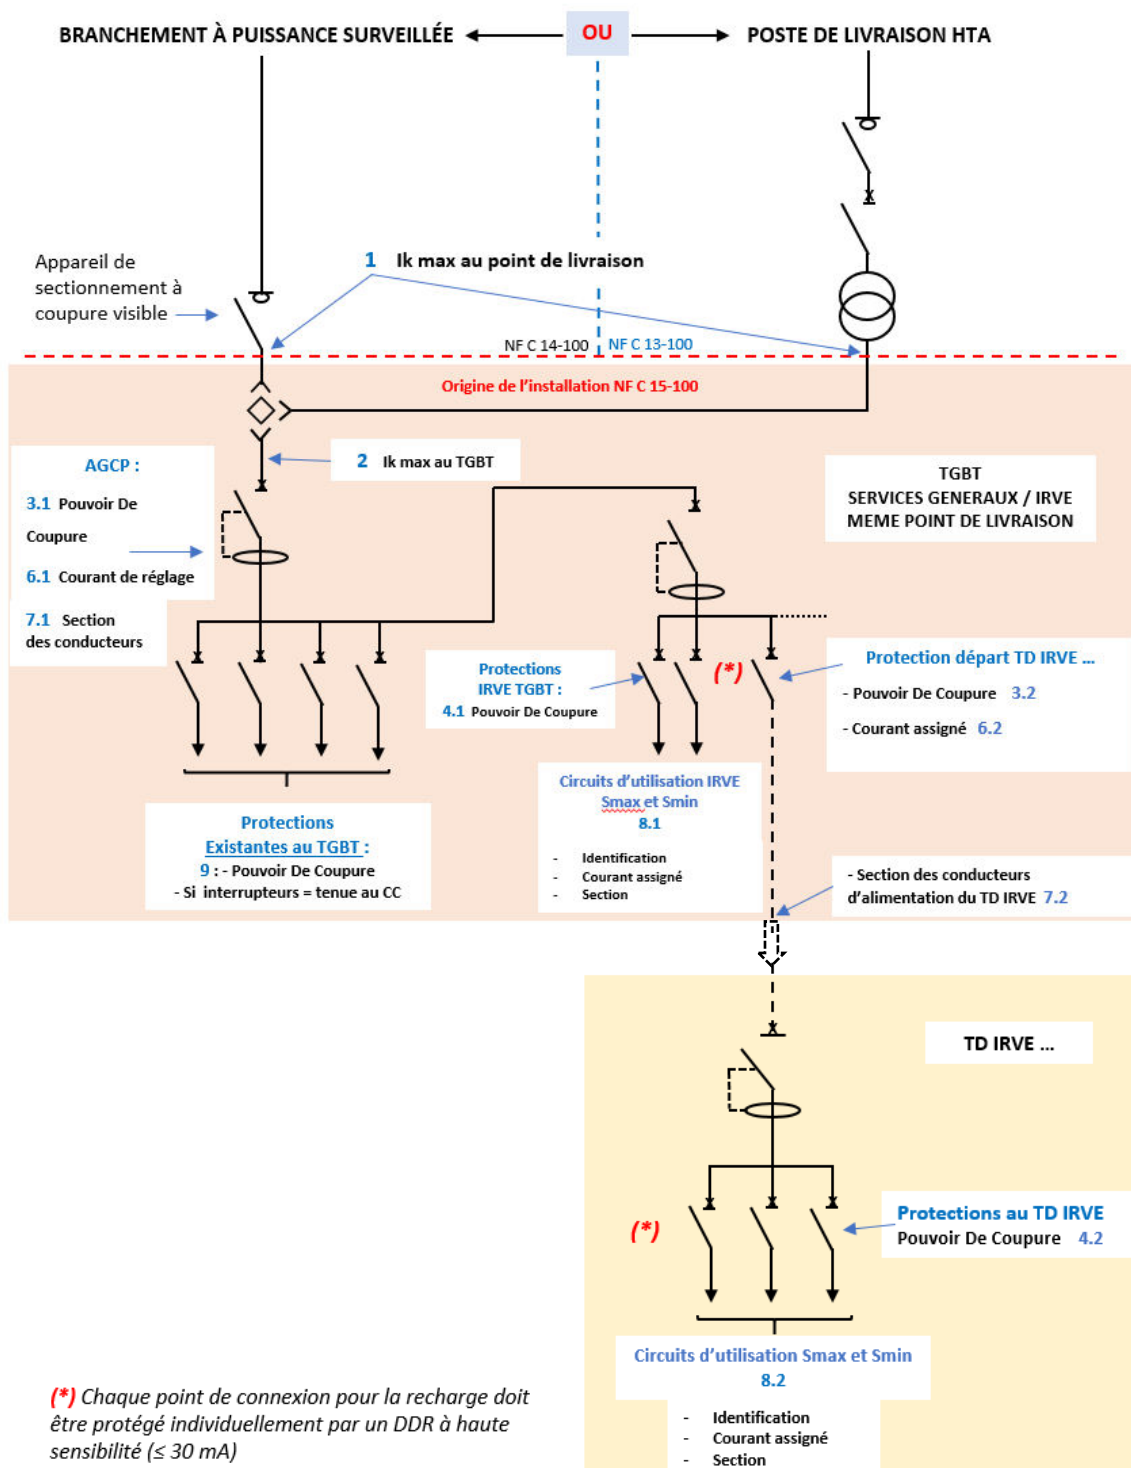 BRANCHEMENT À PUISSANCE SURVEILLÉE
OU
POSTE DE LIVRAISON HTA
Appareil de
sectionnement à
coupure visible
1 Ik max au point de livraison
NF C 14-100
NF C 13-100
Origine de l'installation NF C 15-100
AGCP :
3.1 Pouvoir De
Coupure
6.1 Courant de réglage
7.1 Section
des conducteurs
2 Ik max au TGBT
TGBT
SERVICES GENERAUX / IRVE
MEME POINT DE LIVRAISON
Protections
IRVE TGBT :
4.1 Pouvoir De Coupure
(*)
Protection départ TD IRVE ...
- Pouvoir De Coupure 3.2
- Courant assigné 6.2
Protections
Existantes au TGBT :
9 : - Pouvoir De Coupure
- Si interrupteurs = tenue au CC
Circuits d'utilisation IRVE
Smax et Smin
8.1
- Identification
- Courant assigné
- Section
- Section des conducteurs
d'alimentation du TD IRVE 7.2
TD IRVE ...
(*)
Protections au TD IRVE
Pouvoir De Coupure 4.2
Circuits d'utilisation Smax et Smin
8.2
- Identification
- Courant assigné
- Section
(*) Chaque point de connexion pour la recharge doit
être protégé individuellement par un DDR à haute
sensibilité (≤ 30 mA)